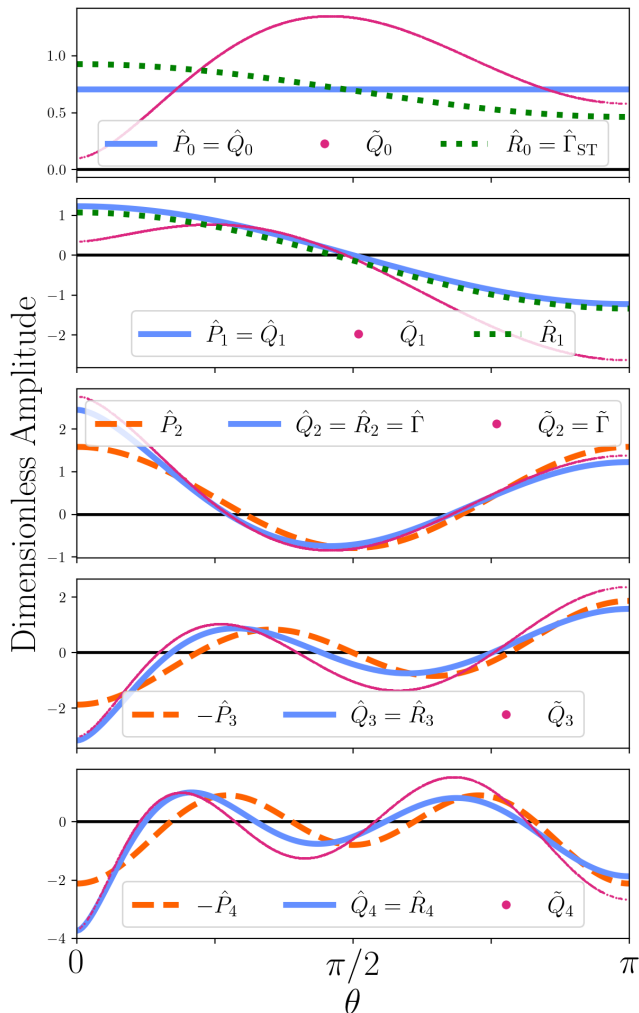 1.0
0.5
0.0
P̂₀ = Q̂₀ Q̃₀ R̂₀ = Γ̂_ST
1
0
−1
−2
P̂₁ = Q̂₁ Q̃₁ R̂₁
Dimensionless Amplitude
P̂₂ Q̂₂ = R̂₂ = Γ̂ Q̃₂ = Γ̃
2
1
0
−1
2
0
−2
−P̂₃ Q̂₃ = R̂₃ Q̃₃
0
−2
−4
−P̂₄ Q̂₄ = R̂₄ Q̃₄
0 π/2 π
θ